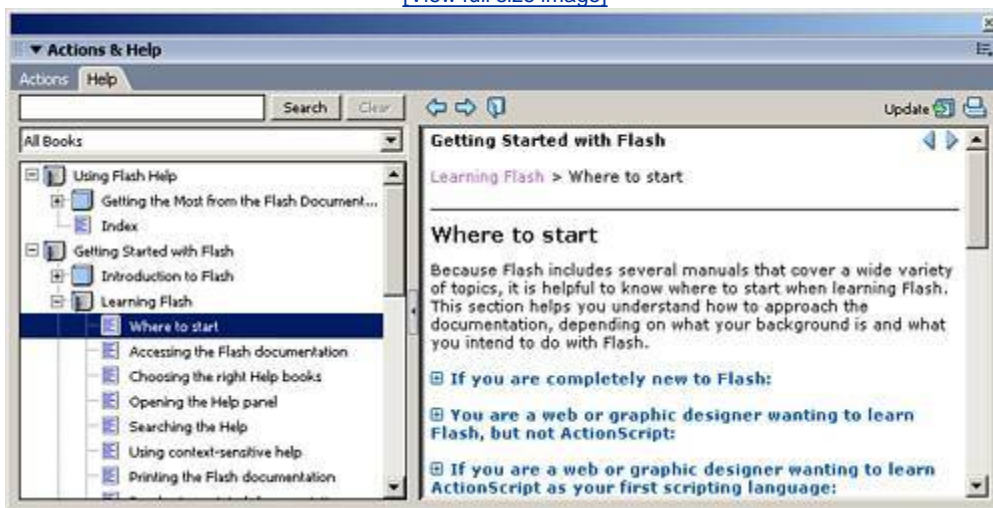 [View full size image]
Actions & Help
Actions Help
Search Clear
Update
All Books
Using Flash Help
Getting the Most from the Flash Document...
Index
Getting Started with Flash
Introduction to Flash
Learning Flash
Where to start
Accessing the Flash documentation
Choosing the right Help books
Opening the Help panel
Searching the Help
Using context-sensitive help
Printing the Flash documentation
Getting Started with Flash
Learning Flash > Where to start
Where to start
Because Flash includes several manuals that cover a wide variety
of topics, it is helpful to know where to start when learning Flash.
This section helps you understand how to approach the
documentation, depending on what your background is and what
you intend to do with Flash.
If you are completely new to Flash:
You are a web or graphic designer wanting to learn
Flash, but not ActionScript:
If you are a web or graphic designer wanting to learn
ActionScript as your first scripting language: